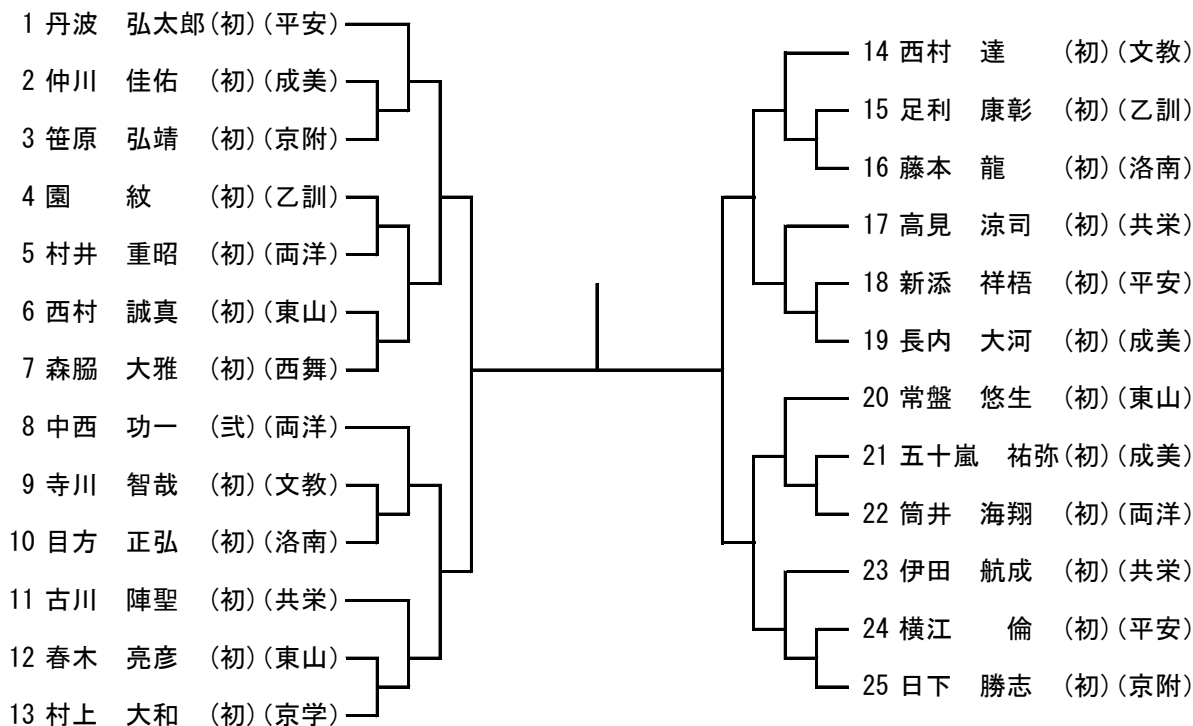 1 丹波　弘太郎(初)(平安)
2 仲川　佳佑　(初)(成美)
3 笹原　弘靖　(初)(京附)
4 園　　紋　　(初)(乙訓)
5 村井　重昭　(初)(両洋)
6 西村　誠真　(初)(東山)
7 森脇　大雅　(初)(西舞)
8 中西　功一　(弐)(両洋)
9 寺川　智哉　(初)(文教)
10 目方　正弘　(初)(洛南)
11 古川　陣聖　(初)(共栄)
12 春木　亮彦　(初)(東山)
13 村上　大和　(初)(京学)
14 西村　達　　(初)(文教)
15 足利　康彰　(初)(乙訓)
16 藤本　龍　　(初)(洛南)
17 高見　涼司　(初)(共栄)
18 新添　祥梧　(初)(平安)
19 長内　大河　(初)(成美)
20 常盤　悠生　(初)(東山)
21 五十嵐　祐弥(初)(成美)
22 筒井　海翔　(初)(両洋)
23 伊田　航成　(初)(共栄)
24 横江　　倫　(初)(平安)
25 日下　勝志　(初)(京附)